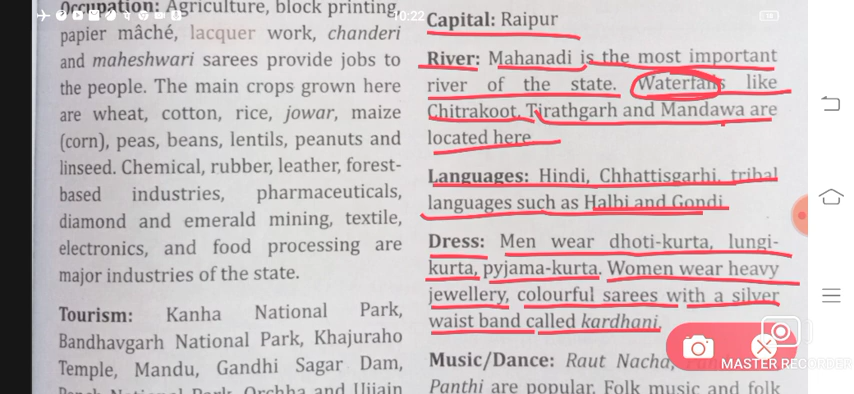 10:22
Occupation: Agriculture, block printing,
papier mâché, lacquer work, chanderi
and maheshwari sarees provide jobs to
the people. The main crops grown here
are wheat, cotton, rice, jowar, maize
(corn), peas, beans, lentils, peanuts and
linseed. Chemical, rubber, leather, forest-
based industries, pharmaceuticals,
diamond and emerald mining, textile,
electronics, and food processing are
major industries of the state.
Tourism: Kanha National Park,
Bandhavgarh National Park, Khajuraho
Temple, Mandu, Gandhi Sagar Dam,
National Park, Orchha and Ujjain
Capital: Raipur
River: Mahanadi is the most important
river of the state. Waterfalls like
Chitrakoot, Tirathgarh and Mandawa are
located here
Languages: Hindi, Chhattisgarhi, tribal
languages such as Halbi and Gondi
Dress: Men wear dhoti-kurta, lungi-
kurta, pyjama-kurta. Women wear heavy
jewellery, colourful sarees with a silver
waist band called kardhani.
Music/Dance: Raut Nacha,
Panthi are popular. Folk music and folk
MASTER RECORDER